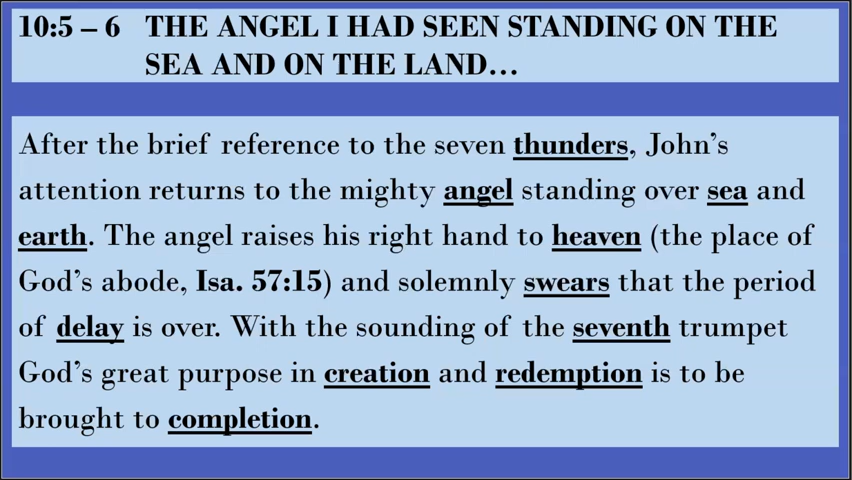 10:5 – 6 THE ANGEL I HAD SEEN STANDING ON THE
SEA AND ON THE LAND…
After the brief reference to the seven thunders, John’s
attention returns to the mighty angel standing over sea and
earth. The angel raises his right hand to heaven (the place of
God’s abode, Isa. 57:15) and solemnly swears that the period
of delay is over. With the sounding of the seventh trumpet
God’s great purpose in creation and redemption is to be
brought to completion.